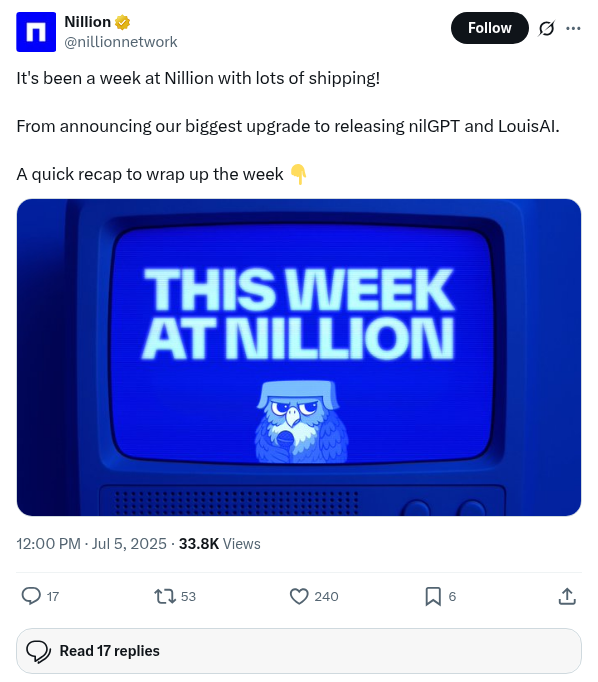 Nillion
@nillionnetwork
Follow
It's been a week at Nillion with lots of shipping!
From announcing our biggest upgrade to releasing nilGPT and LouisAI.
A quick recap to wrap up the week 👇
THIS WEEK
AT NILLION
12:00 PM · Jul 5, 2025 · 33.8K Views
17
53
240
6
Read 17 replies